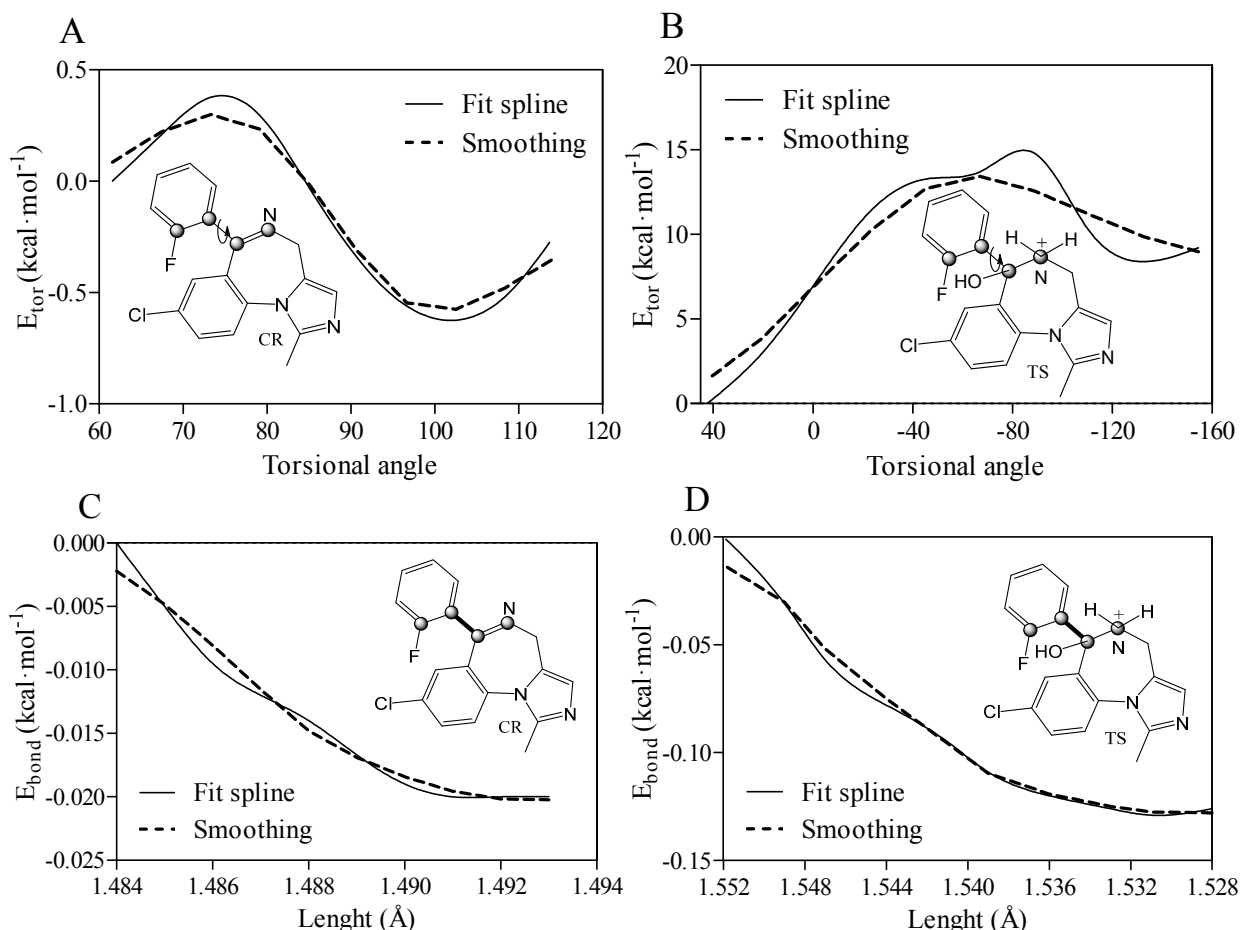 A
E_tor (kcal·mol⁻¹)
0.5
0.0
-0.5
-1.0
Fit spline
Smoothing
N
F
Cl
N
N
CR
60 70 80 90 100 110 120
Torsional angle
B
E_tor (kcal·mol⁻¹)
20
15
10
5
0
Fit spline
Smoothing
H + H
N
HO
F
Cl
N
N
TS
40 0 -40 -80 -120 -160
Torsional angle
C
E_bond (kcal·mol⁻¹)
0.000
-0.005
-0.010
-0.015
-0.020
-0.025
N
F
Cl
N
N
CR
Fit spline
Smoothing
1.484 1.486 1.488 1.490 1.492 1.494
Lenght (Å)
D
E_bond (kcal·mol⁻¹)
0.00
-0.05
-0.10
-0.15
H + H
N
HO
F
Cl
N
N
TS
Fit spline
Smoothing
1.552 1.548 1.544 1.540 1.536 1.532 1.528
Lenght (Å)